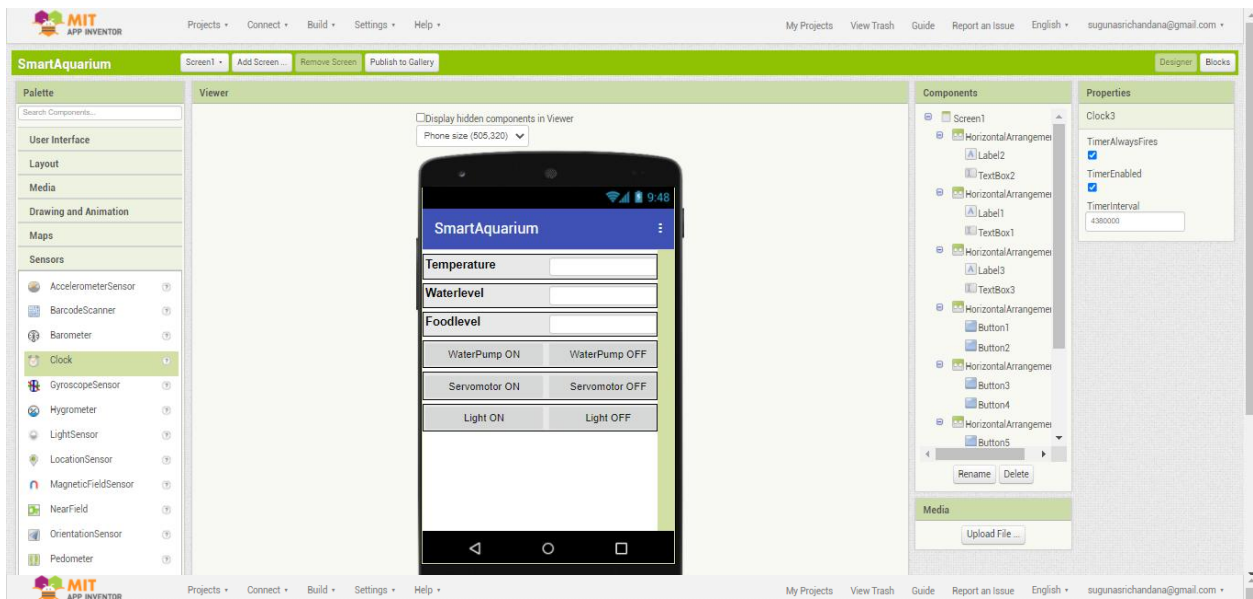 MIT
APP INVENTOR
Projects Connect Build Settings Help My Projects View Trash Guide Report an Issue English sugunasrichandana@gmail.com
SmartAquarium Screen1 Add Screen ... Remove Screen Publish to Gallery Designer Blocks
Palette
Search Components...
User Interface
Layout
Media
Drawing and Animation
Maps
Sensors
AccelerometerSensor ?
BarcodeScanner ?
Barometer ?
Clock ?
GyroscopeSensor ?
Hygrometer ?
LightSensor ?
LocationSensor ?
MagneticFieldSensor ?
NearField ?
OrientationSensor ?
Pedometer ?
Viewer
Display hidden components in Viewer
Phone size (505,320)
9:48
SmartAquarium
Temperature
Waterlevel
Foodlevel
WaterPump ON WaterPump OFF
Servomotor ON Servomotor OFF
Light ON Light OFF
Components
Screen1
HorizontalArrangemen
Label2
TextBox2
HorizontalArrangemen
Label1
TextBox1
HorizontalArrangemen
Label3
TextBox3
HorizontalArrangemen
Button1
Button2
HorizontalArrangemen
Button3
Button4
HorizontalArrangemen
Button5
Rename Delete
Media
Upload File ...
Properties
Clock3
TimerAlwaysFires
TimerEnabled
TimerInterval
4380000
MIT
APP INVENTOR
Projects Connect Build Settings Help My Projects View Trash Guide Report an Issue English sugunasrichandana@gmail.com